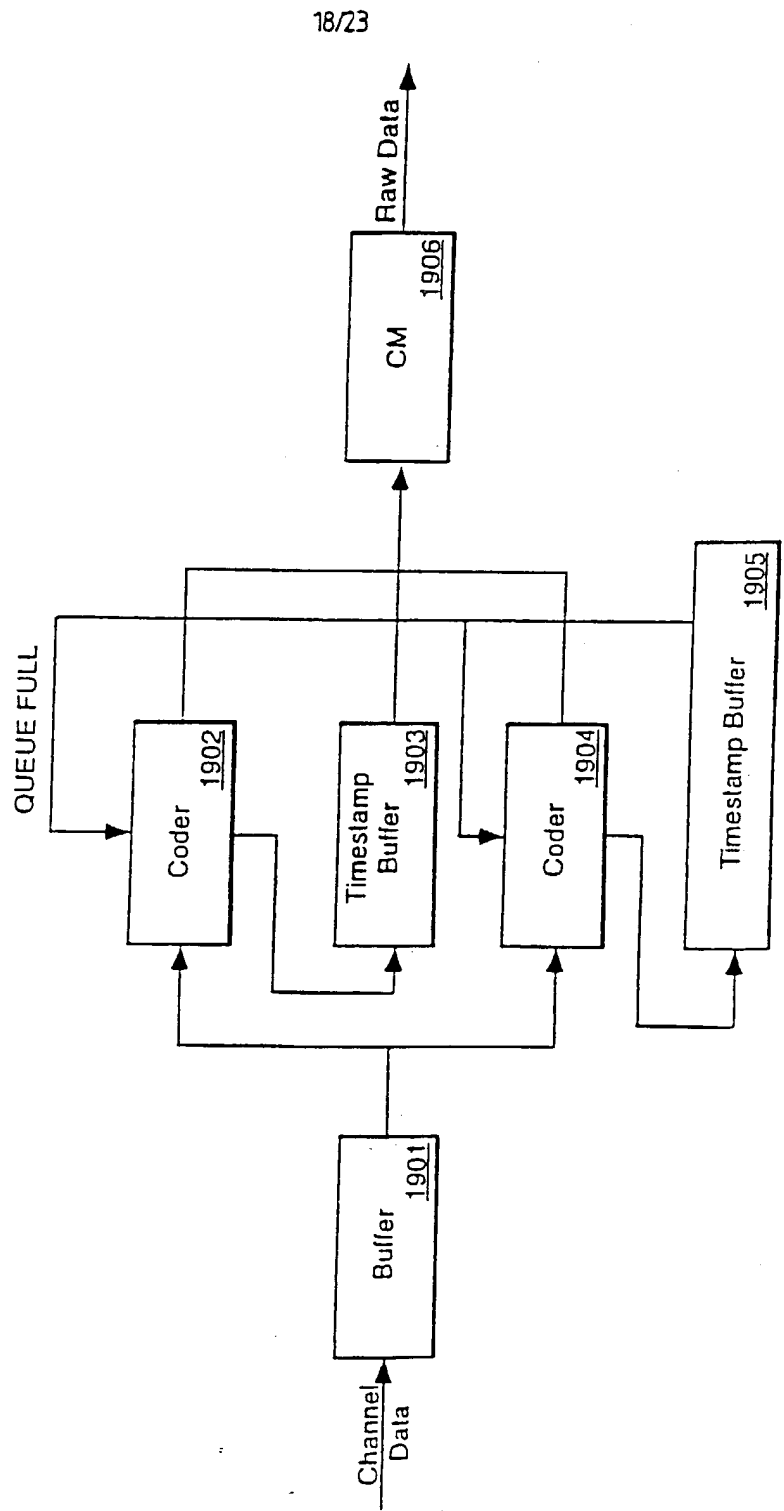 18/23
Channel
Data
Buffer
1901
QUEUE FULL
Coder
1902
Timestamp
Buffer
1903
Coder
1904
Timestamp Buffer
1905
CM
1906
Raw Data